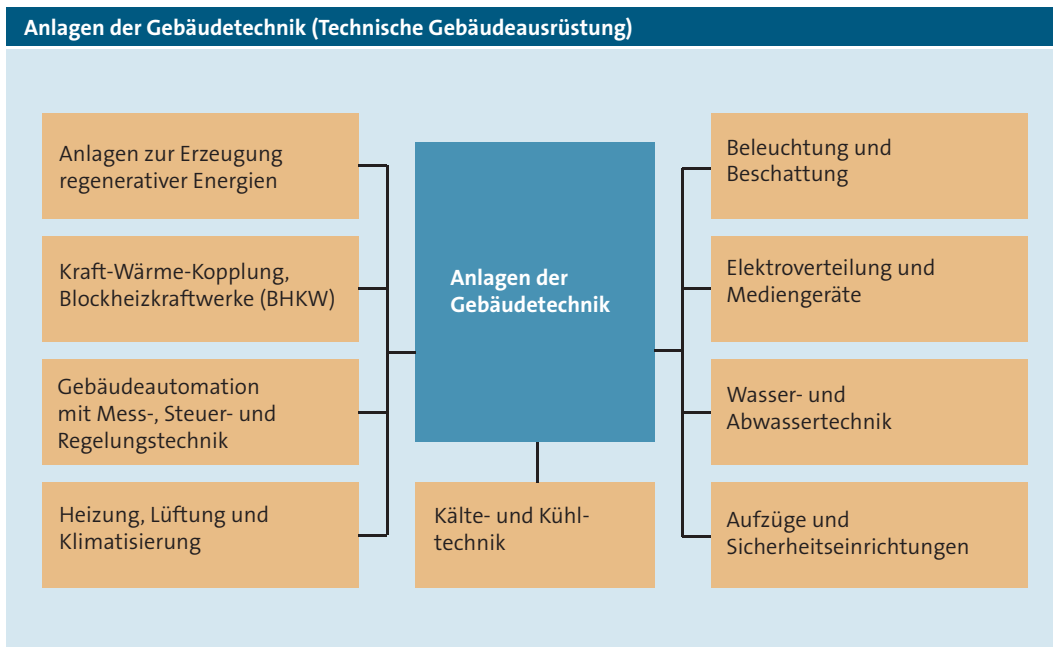 Anlagen der Gebäudetechnik (Technische Gebäudeausrüstung)
Anlagen zur Erzeugung
regenerativer Energien
Kraft-Wärme-Kopplung,
Blockheizkraftwerke (BHKW)
Gebäudeautomation
mit Mess-, Steuer- und
Regelungstechnik
Heizung, Lüftung und
Klimatisierung
Anlagen der
Gebäudetechnik
Kälte- und Kühl-
technik
Beleuchtung und
Beschattung
Elektroverteilung und
Mediengeräte
Wasser- und
Abwassertechnik
Aufzüge und
Sicherheitseinrichtungen